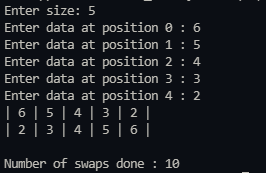 Enter size: 5
Enter data at position 0 : 6
Enter data at position 1 : 5
Enter data at position 2 : 4
Enter data at position 3 : 3
Enter data at position 4 : 2
| 6 | 5 | 4 | 3 | 2 |
| 2 | 3 | 4 | 5 | 6 |
Number of swaps done : 10